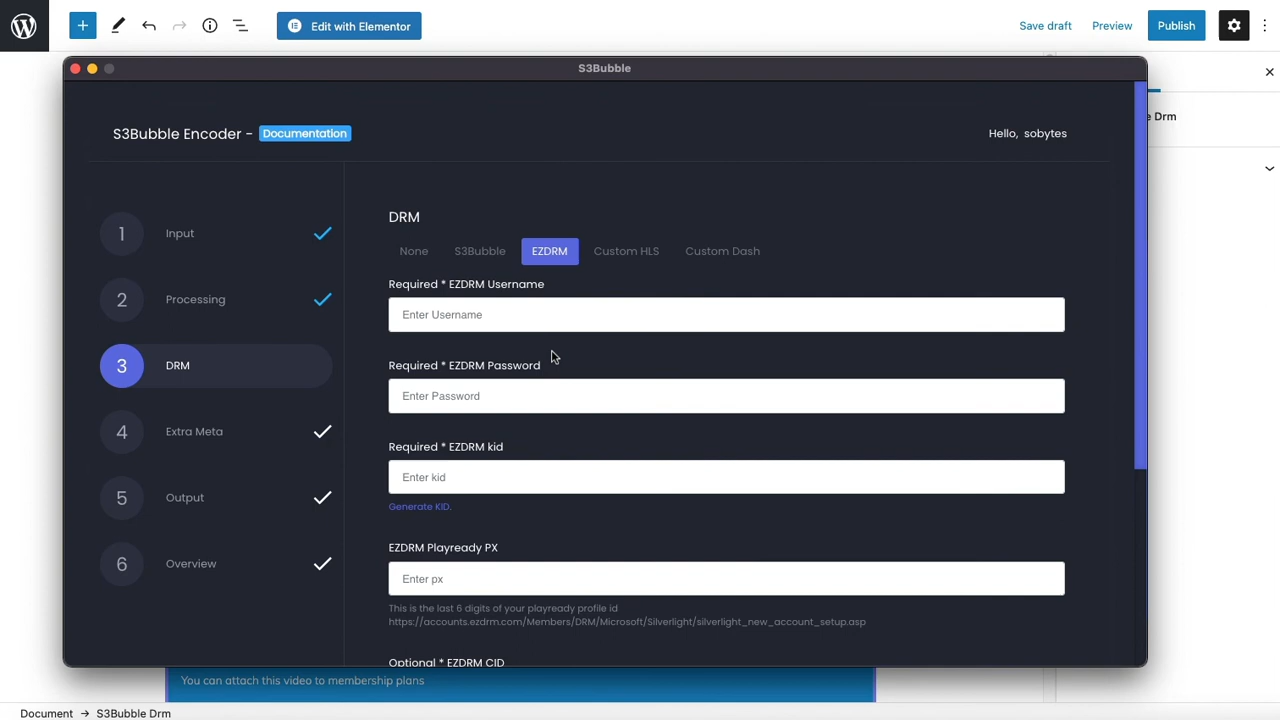 Edit with Elementor
Save draft
Preview
Publish
S3Bubble
S3Bubble Encoder - Documentation
Hello, sobytes
e Drm
1 Input
2 Processing
3 DRM
4 Extra Meta
5 Output
6 Overview
DRM
None S3Bubble EZDRM Custom HLS Custom Dash
Required * EZDRM Username
Enter Username
Required * EZDRM Password
Enter Password
Required * EZDRM kid
Enter kid
Generate KID.
EZDRM Playready PX
Enter px
This is the last 6 digits of your playready profile id
https://accounts.ezdrm.com/Members/DRM/Microsoft/Silverlight/silverlight_new_account_setup.asp
Optional * EZDRM CID
You can attach this video to membership plans
Document → S3Bubble Drm